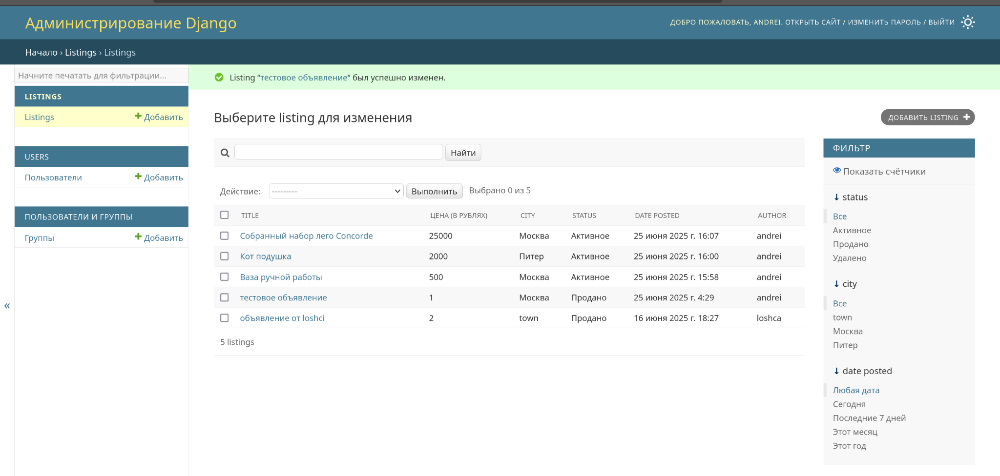 Администрирование Django
ДОБРО ПОЖАЛОВАТЬ, ANDREI. ОТКРЫТЬ САЙТ / ИЗМЕНИТЬ ПАРОЛЬ / ВЫЙТИ
Начало › Listings › Listings
Начните печатать для фильтрации...
LISTINGS
Listings Добавить
USERS
Пользователи Добавить
ПОЛЬЗОВАТЕЛИ И ГРУППЫ
Группы Добавить
«
Listing “тестовое объявление“ был успешно изменен.
Выберите listing для изменения
ДОБАВИТЬ LISTING
Найти
Действие: --------- Выполнить Выбрано 0 из 5
TITLE ЦЕНА (В РУБЛЯХ) CITY STATUS DATE POSTED AUTHOR
Собранный набор лего Concorde 25000 Москва Активное 25 июня 2025 г. 16:07 andrei
Кот подушка 2000 Питер Активное 25 июня 2025 г. 16:00 andrei
Ваза ручной работы 500 Москва Активное 25 июня 2025 г. 15:58 andrei
тестовое объявление 1 Москва Продано 25 июня 2025 г. 4:29 andrei
объявление от loshci 2 town Продано 16 июня 2025 г. 18:27 loshca
5 listings
ФИЛЬТР
Показать счётчики
↓ status
Все
Активное
Продано
Удалено
↓ city
Все
town
Москва
Питер
↓ date posted
Любая дата
Сегодня
Последние 7 дней
Этот месяц
Этот год